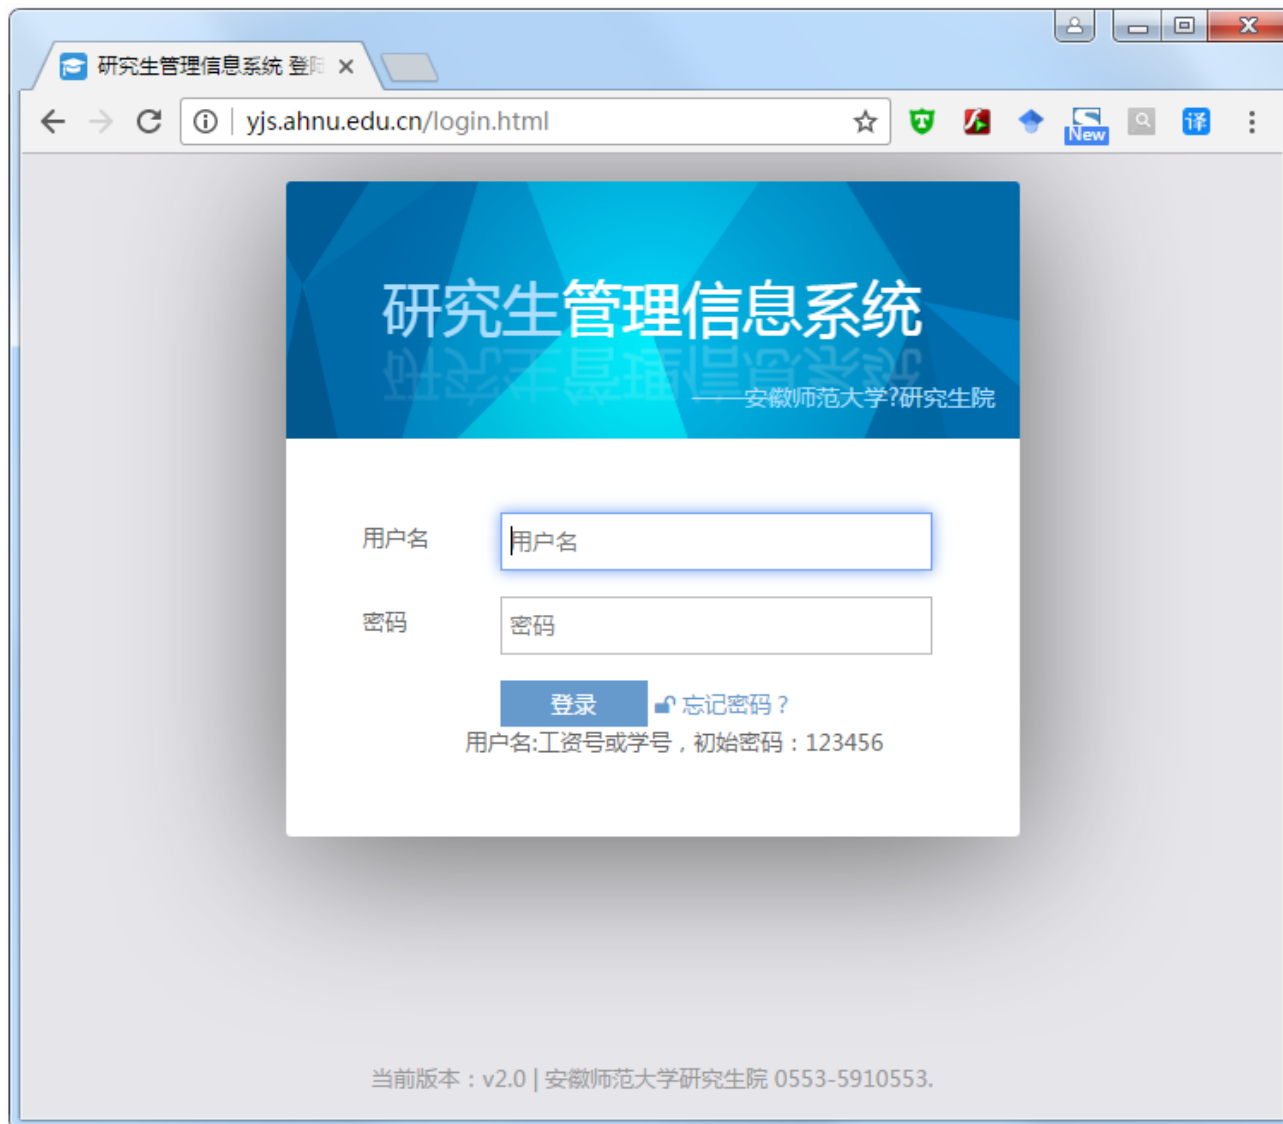 研究生管理信息系统 登陆
yjs.ahnu.edu.cn/login.html
New
译
研究生管理信息系统
——安徽师范大学?研究生院
用户名
用户名
密码
密码
登录 忘记密码？
用户名:工资号或学号，初始密码：123456
当前版本：v2.0 | 安徽师范大学研究生院 0553-5910553.